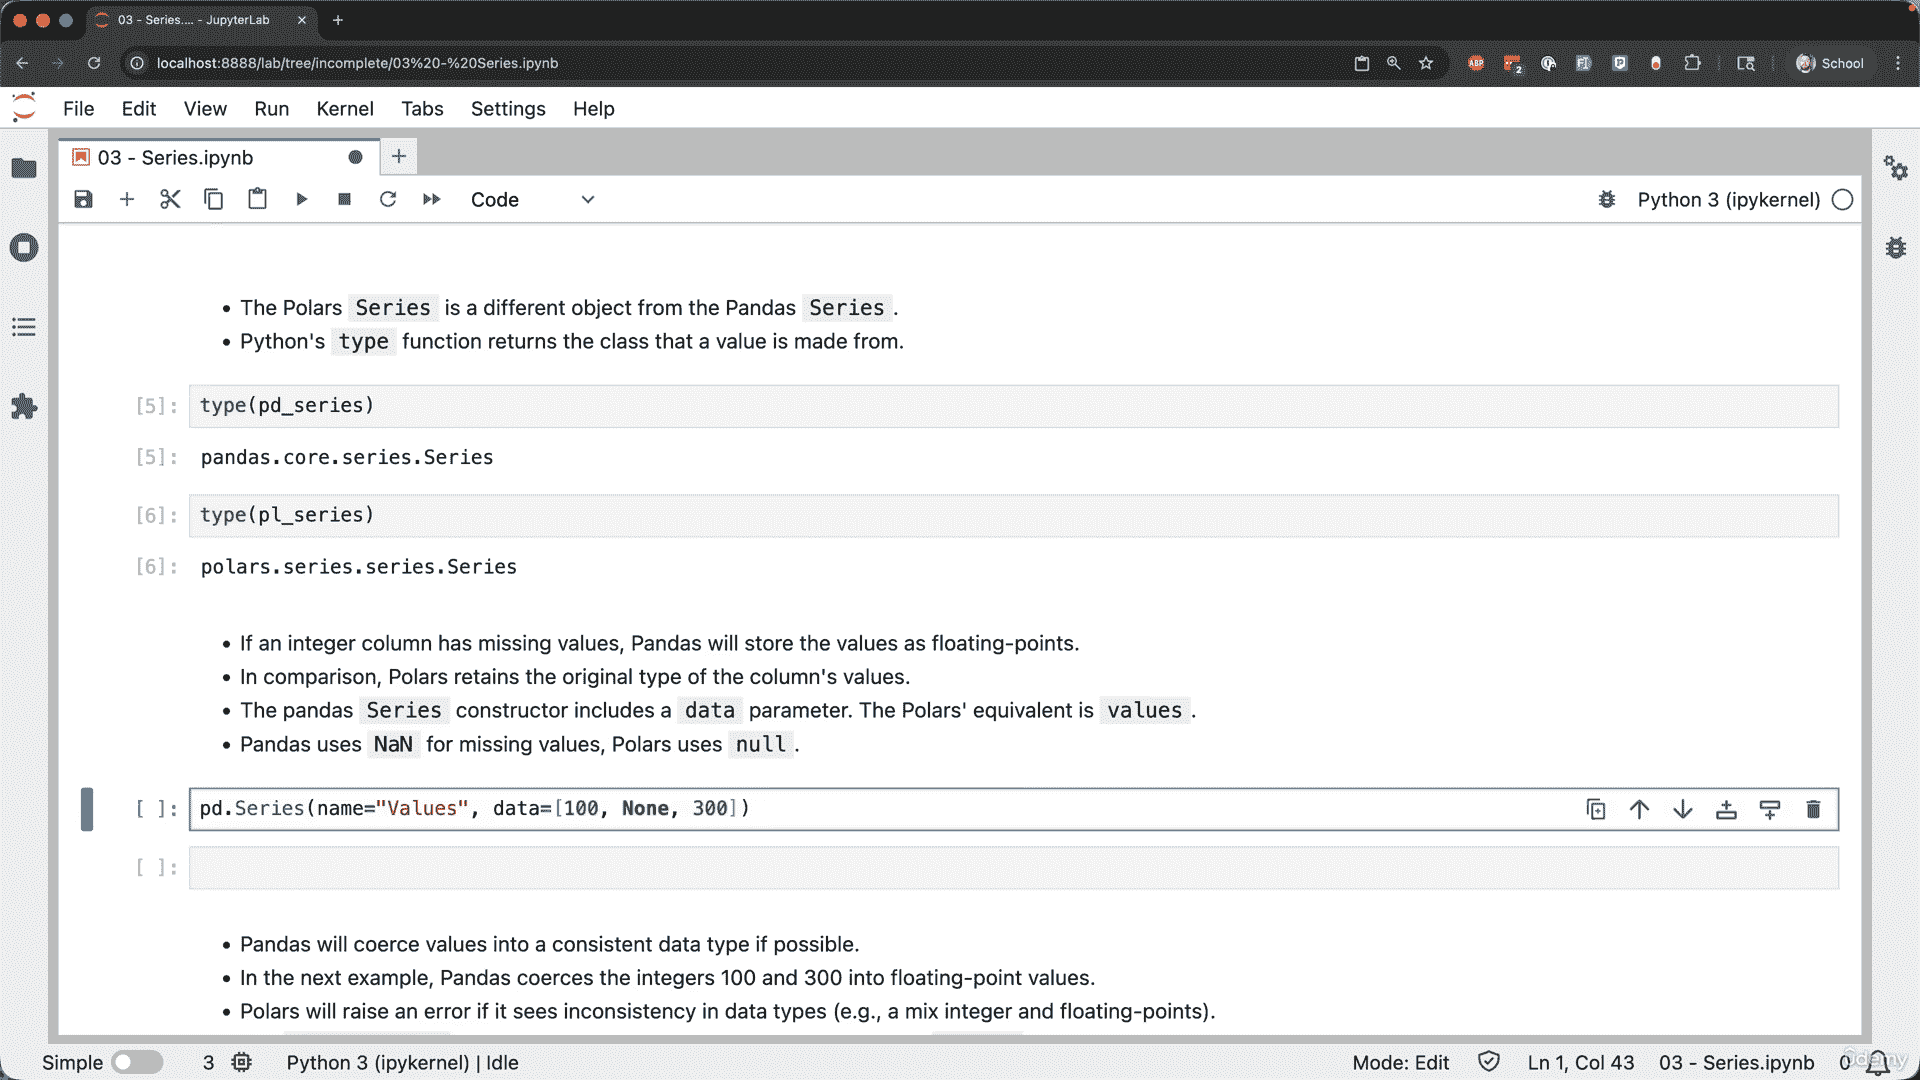 03 - Series.... - JupyterLab
localhost:8888/lab/tree/incomplete/03%20-%20Series.ipynb
ABP
2
School
File Edit View Run Kernel Tabs Settings Help
03 - Series.ipynb
Code
Python 3 (ipykernel)
• The Polars Series is a different object from the Pandas Series .
• Python's type function returns the class that a value is made from.
[5]: type(pd_series)
[5]: pandas.core.series.Series
[6]: type(pl_series)
[6]: polars.series.series.Series
• If an integer column has missing values, Pandas will store the values as floating-points.
• In comparison, Polars retains the original type of the column's values.
• The pandas Series constructor includes a data parameter. The Polars' equivalent is values .
• Pandas uses NaN for missing values, Polars uses null .
[ ]: pd.Series(name="Values", data=[100, None, 300])
[ ]:
• Pandas will coerce values into a consistent data type if possible.
• In the next example, Pandas coerces the integers 100 and 300 into floating-point values.
• Polars will raise an error if it sees inconsistency in data types (e.g., a mix integer and floating-points).
Simple 3 Python 3 (ipykernel) | Idle Mode: Edit Ln 1, Col 43 03 - Series.ipynb 0
Udemy